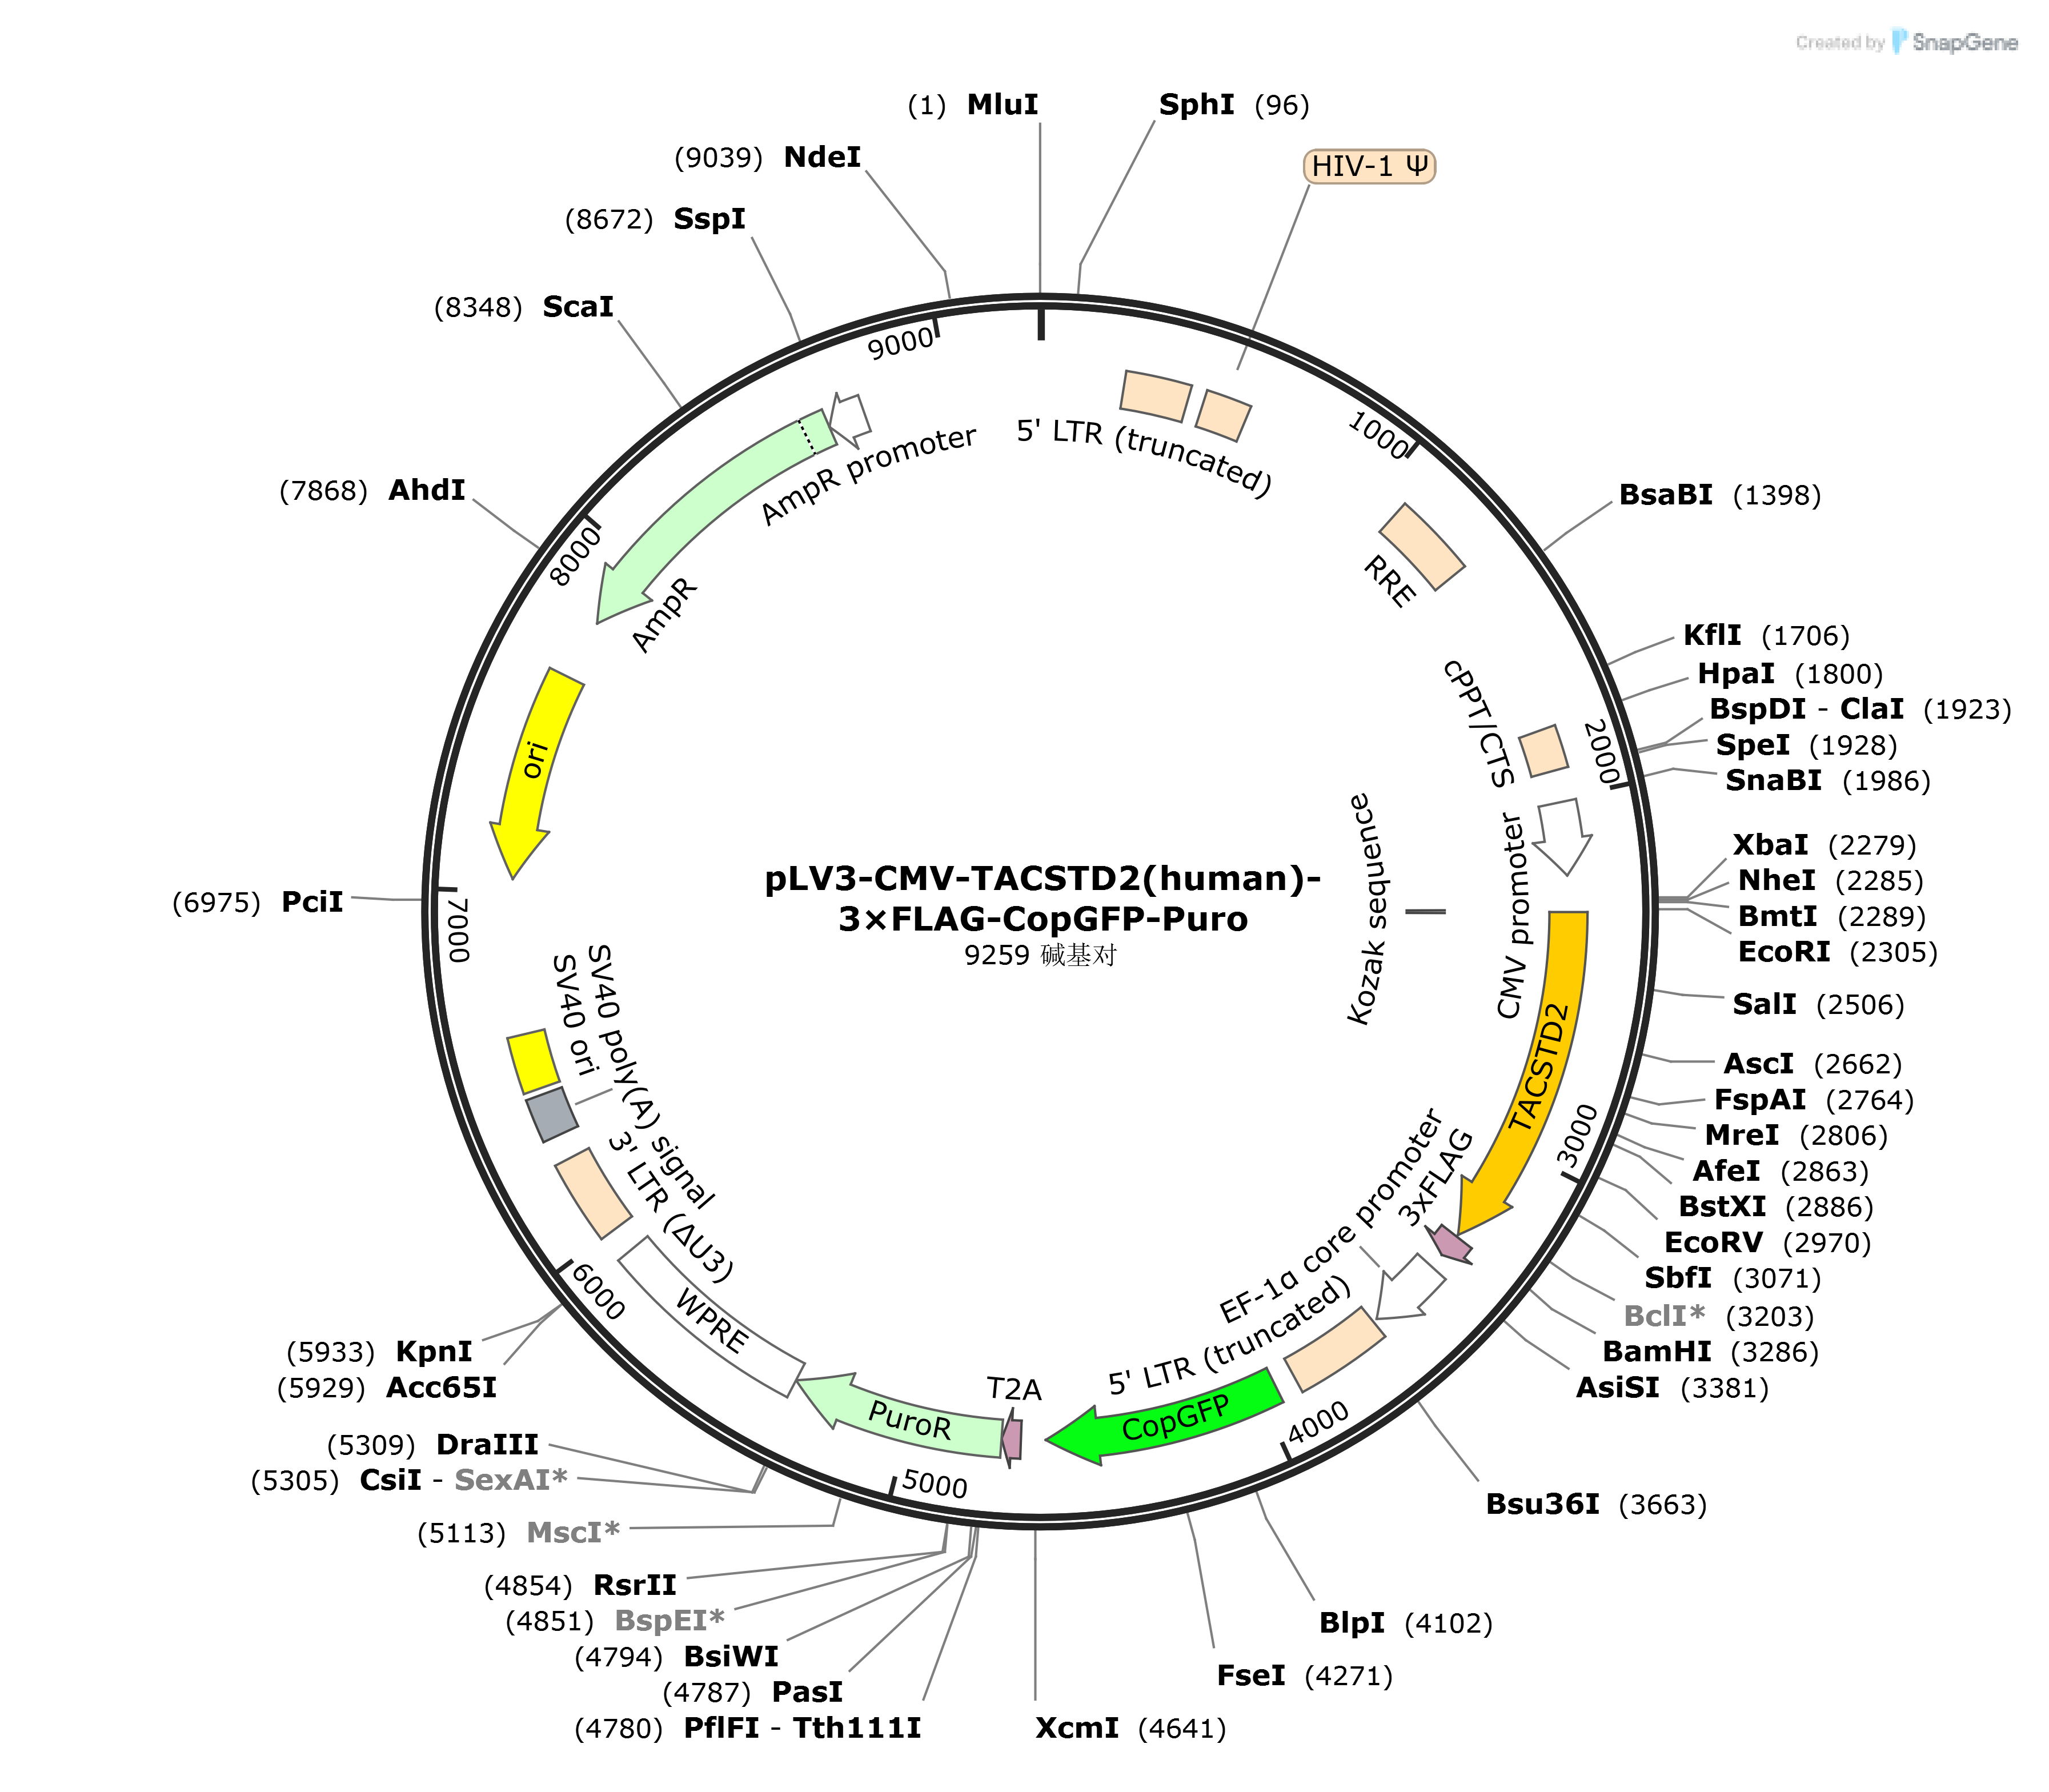 Created by SnapGene
(1) MluI
SphI (96)
HIV-1 Ψ
(9039) NdeI
(8672) SspI
(8348) ScaI
(7868) AhdI
(6975) PciI
BsaBI (1398)
KflI (1706)
HpaI (1800)
BspDI - ClaI (1923)
SpeI (1928)
SnaBI (1986)
XbaI (2279)
NheI (2285)
BmtI (2289)
EcoRI (2305)
SalI (2506)
AscI (2662)
FspAI (2764)
MreI (2806)
AfeI (2863)
BstXI (2886)
EcoRV (2970)
SbfI (3071)
BclI* (3203)
BamHI (3286)
AsiSI (3381)
Bsu36I (3663)
BlpI (4102)
FseI (4271)
XcmI (4641)
(4780) PflFI - Tth111I
(4787) PasI
(4794) BsiWI
(4851) BspEI*
(4854) RsrII
(5113) MscI*
(5305) CsiI - SexAI*
(5309) DraIII
(5929) Acc65I
(5933) KpnI
1000
2000
3000
4000
5000
6000
7000
8000
9000
5' LTR (truncated)
RRE
cPPT/CTS
CMV promoter
Kozak sequence
TACSTD2
3xFLAG
EF-1α core promoter
5' LTR (truncated)
CopGFP
T2A
PuroR
WPRE
3' LTR (ΔU3)
SV40 poly(A) signal
SV40 ori
ori
AmpR
AmpR promoter
pLV3-CMV-TACSTD2(human)-
3×FLAG-CopGFP-Puro
9259 碱基对